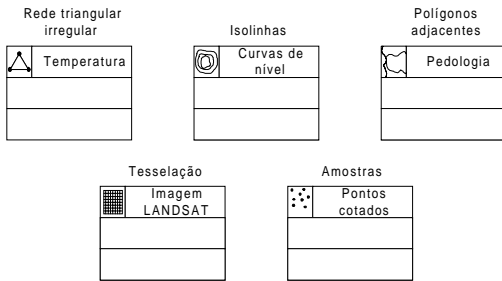 Rede triangular
irregular
Temperatura
Isolinhas
Curvas de
nível
Polígonos
adjacentes
Pedologia
Tesselação
Imagem
LANDSAT
Amostras
Pontos
cotados